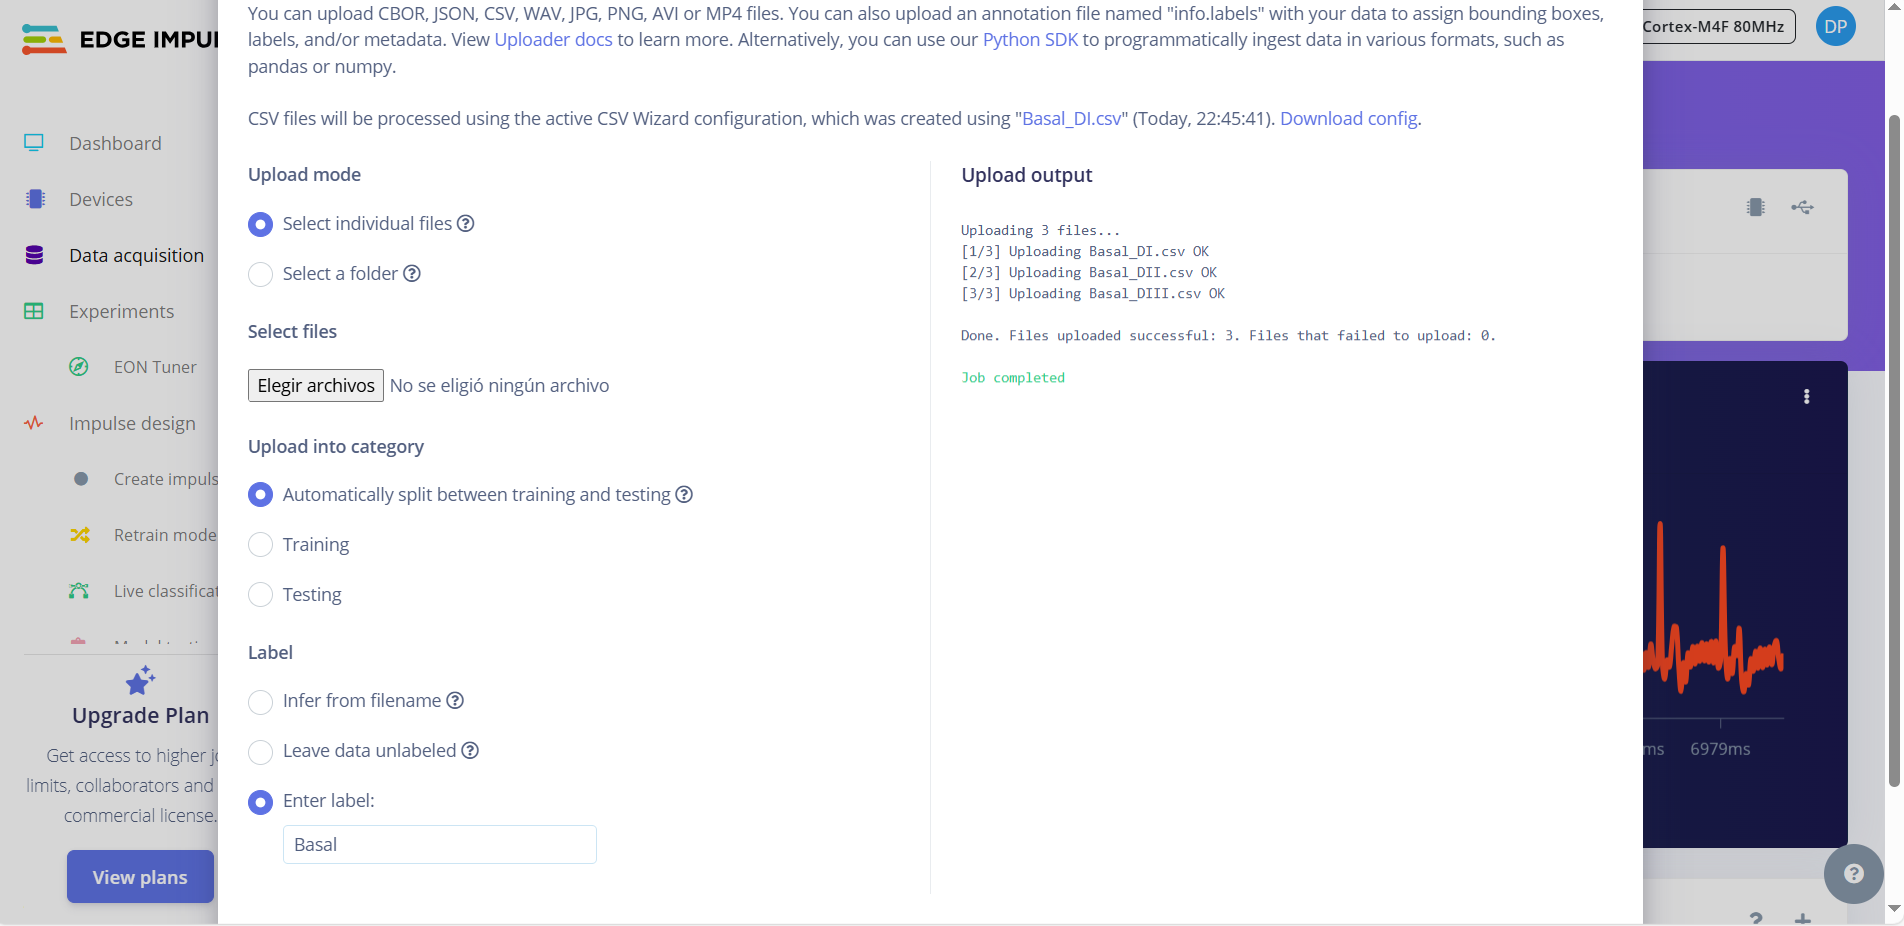 EDGE IMPU
Dashboard
Devices
Data acquisition
Experiments
EON Tuner
Impulse design
Create impuls
Retrain mode
Live classificat
Upgrade Plan
Get access to higher jo
limits, collaborators and
commercial license.
View plans
You can upload CBOR, JSON, CSV, WAV, JPG, PNG, AVI or MP4 files. You can also upload an annotation file named "info.labels" with your data to assign bounding boxes,
labels, and/or metadata. View Uploader docs to learn more. Alternatively, you can use our Python SDK to programmatically ingest data in various formats, such as
pandas or numpy.
CSV files will be processed using the active CSV Wizard configuration, which was created using "Basal_DI.csv" (Today, 22:45:41). Download config.
Upload mode
Select individual files
Select a folder
Select files
Elegir archivos No se eligió ningún archivo
Upload into category
Automatically split between training and testing
Training
Testing
Label
Infer from filename
Leave data unlabeled
Enter label:
Basal
Upload output
Uploading 3 files...
[1/3] Uploading Basal_DI.csv OK
[2/3] Uploading Basal_DII.csv OK
[3/3] Uploading Basal_DIII.csv OK
Done. Files uploaded successful: 3. Files that failed to upload: 0.
Job completed
Cortex-M4F 80MHz
DP
ms 6979ms